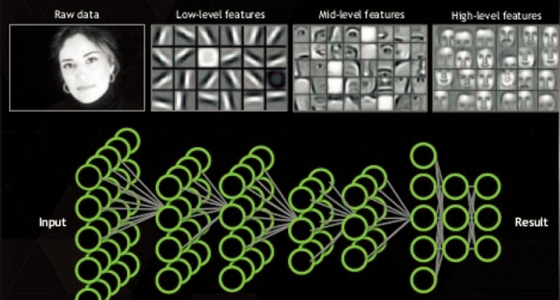 Raw data
Low-level features
Mid-level features
High-level features
Input
Result